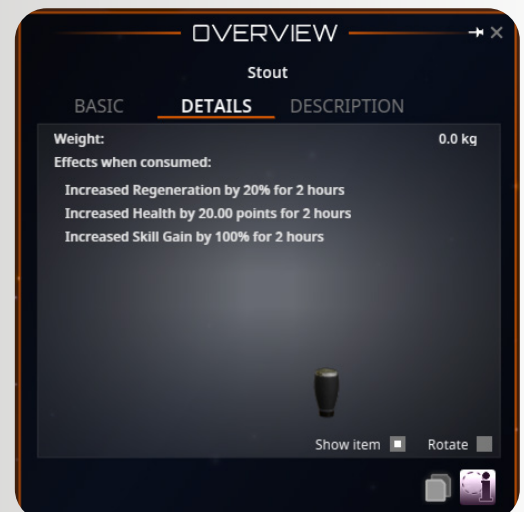 OVERVIEW
Stout
BASIC DETAILS DESCRIPTION
Weight: 0.0 kg
Effects when consumed:
Increased Regeneration by 20% for 2 hours
Increased Health by 20.00 points for 2 hours
Increased Skill Gain by 100% for 2 hours
Show item Rotate